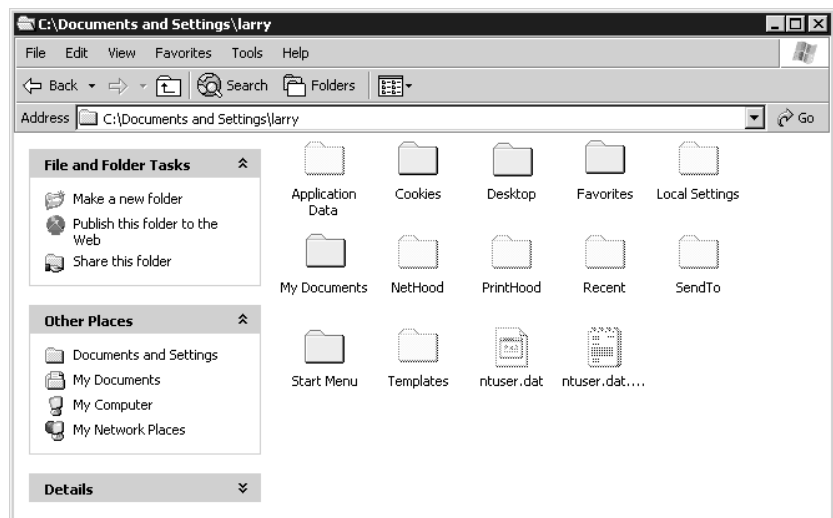 C:\Documents and Settings\larry
File Edit View Favorites Tools Help
Back Search Folders
Address C:\Documents and Settings\larry Go
File and Folder Tasks
Make a new folder
Publish this folder to the
Web
Share this folder
Other Places
Documents and Settings
My Documents
My Computer
My Network Places
Details
Application
Data
Cookies
Desktop
Favorites
Local Settings
My Documents
NetHood
PrintHood
Recent
SendTo
Start Menu
Templates
ntuser.dat
ntuser.dat....